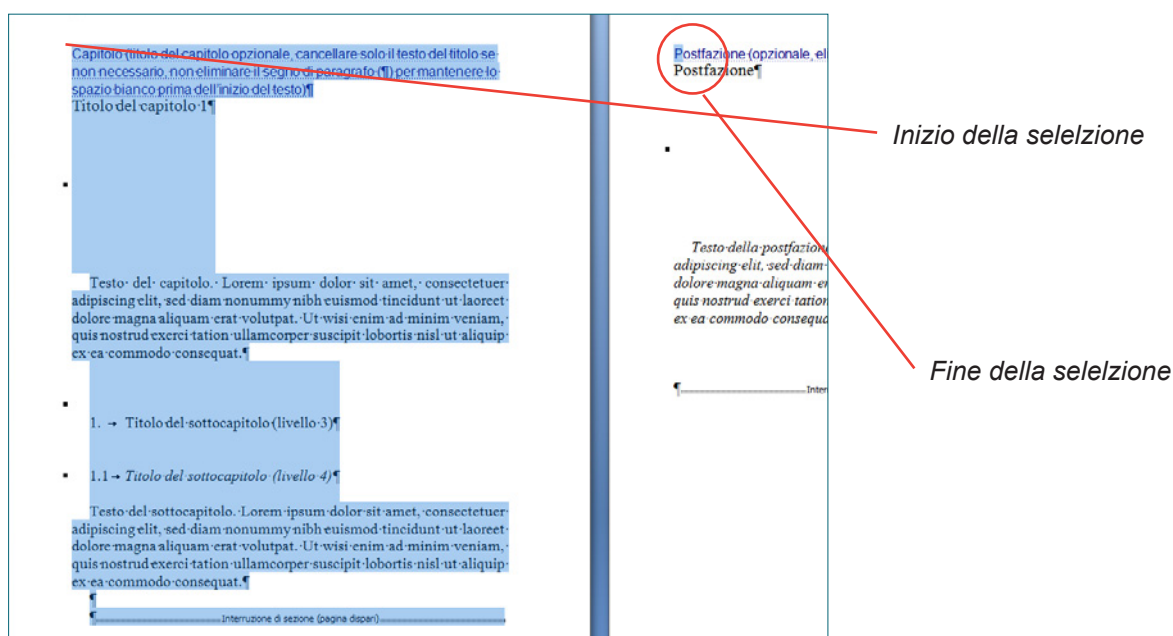 Capitolo (titolo del capitolo opzionale, cancellare solo il testo del titolo se
non necessario, non eliminare il segno di paragrafo (¶) per mantenere lo
spazio bianco prima dell'inizio del testo)¶
Titolo del capitolo 1¶
Testo del capitolo. Lorem ipsum dolor sit amet, consectetuer
adipiscing elit, sed diam nonummy nibh euismod tincidunt ut laoreet
dolore magna aliquam erat volutpat. Ut wisi enim ad minim veniam,
quis nostrud exerci tation ullamcorper suscipit lobortis nisl ut aliquip
ex ea commodo consequat.¶
1. → Titolo del sottocapitolo (livello 3)¶
1.1 → Titolo del sottocapitolo (livello 4)¶
Testo del sottocapitolo. Lorem ipsum dolor sit amet, consectetuer
adipiscing elit, sed diam nonummy nibh euismod tincidunt ut laoreet
dolore magna aliquam erat volutpat. Ut wisi enim ad minim veniam,
quis nostrud exerci tation ullamcorper suscipit lobortis nisl ut aliquip
ex ea commodo consequat.¶
¶
¶ Interruzione di sezione (pagina dispari)
Postfazione (opzionale, eli
Postfazione¶
Testo della postfazione
adipiscing elit, sed diam
dolore magna aliquam er
quis nostrud exerci tation
ex ea commodo consequa
¶ Inter
Inizio della selelzione
Fine della selelzione